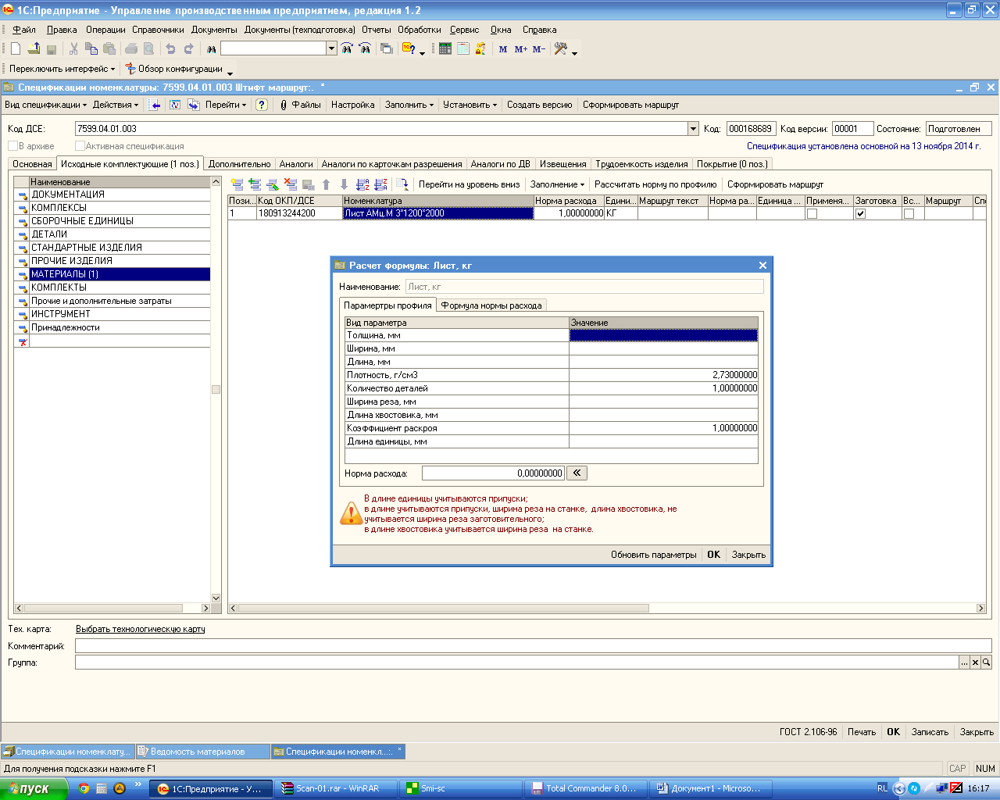 1С:Предприятие - Управление производственным предприятием, редакция 1.2
Файл Правка Операции Справочники Документы Документы (техподготовка) Отчеты Обработки Сервис Окна Справка
M M+ M-
Переключить интерфейс Обзор конфигурации
Спецификации номенклатуры: 7599.04.01.003 Штифт маршрут:. *
Вид спецификации Действия Перейти ? Файлы Настройка Заполнить Установить Создать версию Сформировать маршрут
Код ДСЕ: 7599.04.01.003 Код: 000168689 Код версии: 00001 Состояние: Подготовлен
В архиве Активная спецификация Спецификация установлена основной на 13 ноября 2014 г.
Основная Исходные комплектующие (1 поз.) Дополнительно Аналоги Аналоги по карточкам разрешения Аналоги по ДВ Извещения Трудоемкость изделия Покрытие (0 поз.)
Перейти на уровень вниз Заполнение Рассчитать норму по профилю Сформировать маршрут
Наименование
ДОКУМЕНТАЦИЯ
КОМПЛЕКСЫ
СБОРОЧНЫЕ ЕДИНИЦЫ
ДЕТАЛИ
СТАНДАРТНЫЕ ИЗДЕЛИЯ
ПРОЧИЕ ИЗДЕЛИЯ
МАТЕРИАЛЫ (1)
КОМПЛЕКТЫ
Прочие и дополнительные затраты
ИНСТРУМЕНТ
Принадлежности
Пози... Код ОКП/ДСЕ Номенклатура Норма расхода Едини... Маршрут текст Норма ра... Единица ... Применя... Заготовка Вс... Маршрут Спе
1 180913244200 Лист АМц.М 3*1200*2000 1,00000000 КГ
Расчет формулы: Лист, кг
Наименование: Лист, кг
Параметры профиля Формула нормы расхода
Вид параметра Значение
Толщина, мм
Ширина, мм
Длина, мм
Плотность, г/см3 2,73000000
Количество деталей 1,00000000
Ширина реза, мм
Длина хвостовика, мм
Коэффициент раскроя 1,00000000
Длина единицы, мм
Норма расхода: 0,00000000 «
В длине единицы учитываются припуски;
в длине учитываются припуски, ширина реза на станке, длина хвостовика, не
учитывается ширина реза заготовительного;
в длине хвостовика учитывается ширина реза на станке.
Обновить параметры OK Закрыть
Тех. карта: Выбрать технологическую карту
Комментарий:
Группа: ... x
ГОСТ 2.106-96 Печать OK Записать Закрыть
Спецификации номенклату... Ведомость материалов Спецификации номенкл...:. *
Для получения подсказки нажмите F1 CAP NUM
пуск 1С:Предприятие - У... Scan-01.rar - WinRAR Smi-sc Total Commander 8.0... Документ1 - Microso... RU 16:17